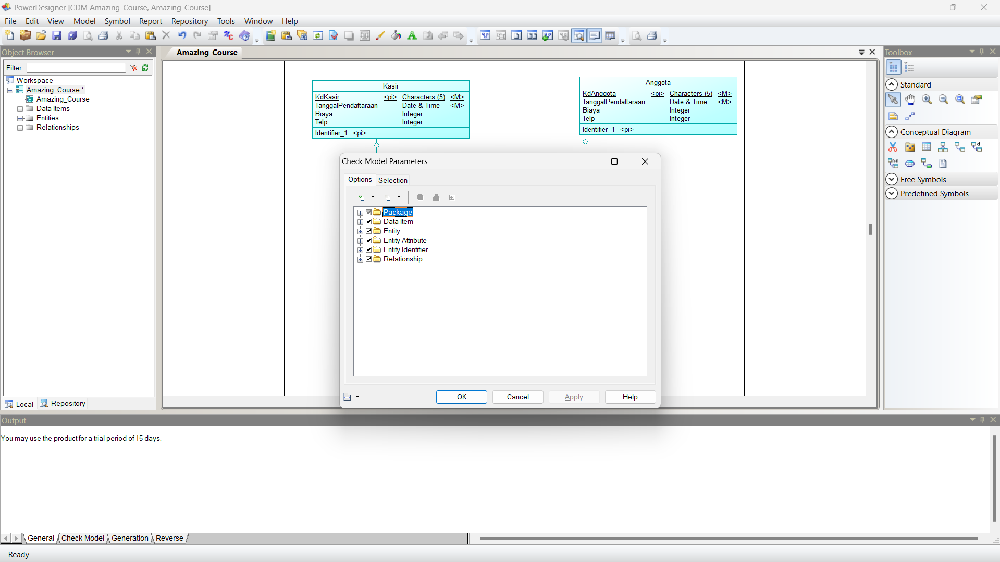 PowerDesigner [CDM Amazing_Course, Amazing_Course]
File Edit View Model Symbol Report Repository Tools Window Help
Object Browser
Filter:
Workspace
Amazing_Course *
Amazing_Course
Data Items
Entities
Relationships
Local Repository
Amazing_Course
Kasir
KdKasir <pi> Characters (5) <M>
TanggalPendaftaraan Date & Time <M>
Biaya Integer
Telp Integer
Identifier_1 <pi>
Anggota
KdAnggota <pi> Characters (5) <M>
TanggalPendaftaraan Date & Time <M>
Biaya Integer
Telp Integer
Identifier_1 <pi>
Check Model Parameters
Options Selection
Package
Data Item
Entity
Entity Attribute
Entity Identifier
Relationship
OK Cancel Apply Help
Toolbox
Standard
Conceptual Diagram
Free Symbols
Predefined Symbols
Output
You may use the product for a trial period of 15 days.
General Check Model Generation Reverse
Ready